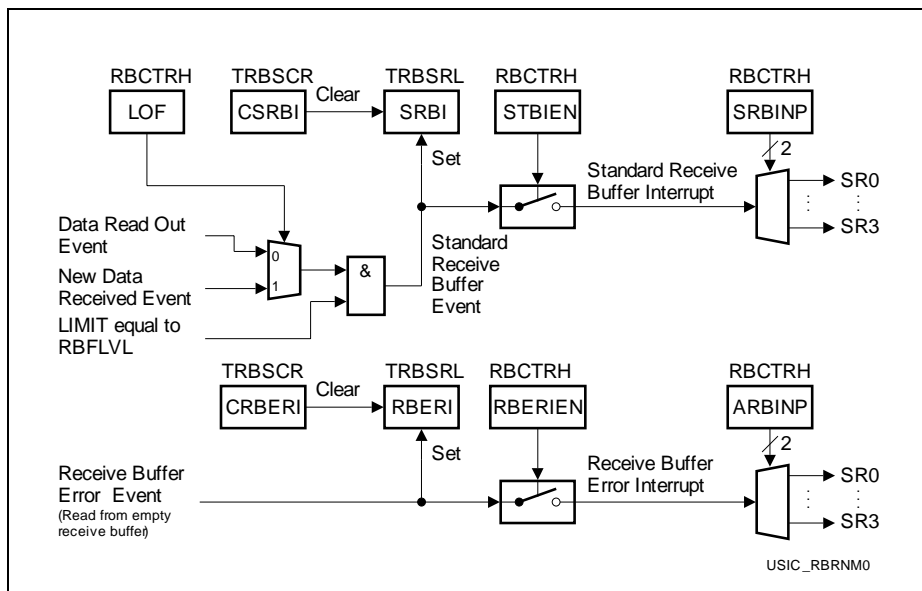 RBCTRH
TRBSCR
TRBSRL
RBCTRH
RBCTRH
LOF
CSRBI
Clear
SRBI
STBIEN
SRBINP
Set
2
Standard Receive
Buffer Interrupt
SR0
SR3
Data Read Out
Event
0
1
&
Standard
Receive
Buffer
Event
New Data
Received Event
LIMIT equal to
RBFLVL
TRBSCR
TRBSRL
RBCTRH
RBCTRH
CRBERI
Clear
RBERI
RBERIEN
ARBINP
Set
2
Receive Buffer
Error Event
(Read from empty
receive buffer)
Receive Buffer
Error Interrupt
SR0
SR3
USIC_RBRNM0